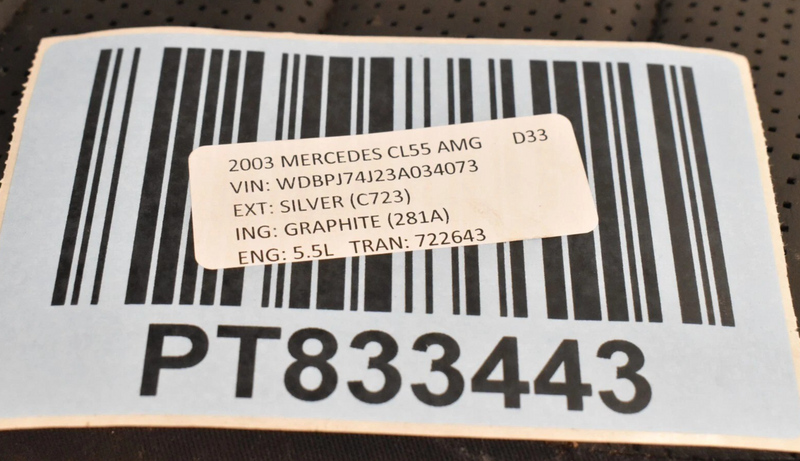 2003 MERCEDES CL55 AMG D33
VIN: WDBPJ74J23A034073
EXT: SILVER (C723)
ING: GRAPHITE (281A)
ENG: 5.5L TRAN: 722643
PT833443